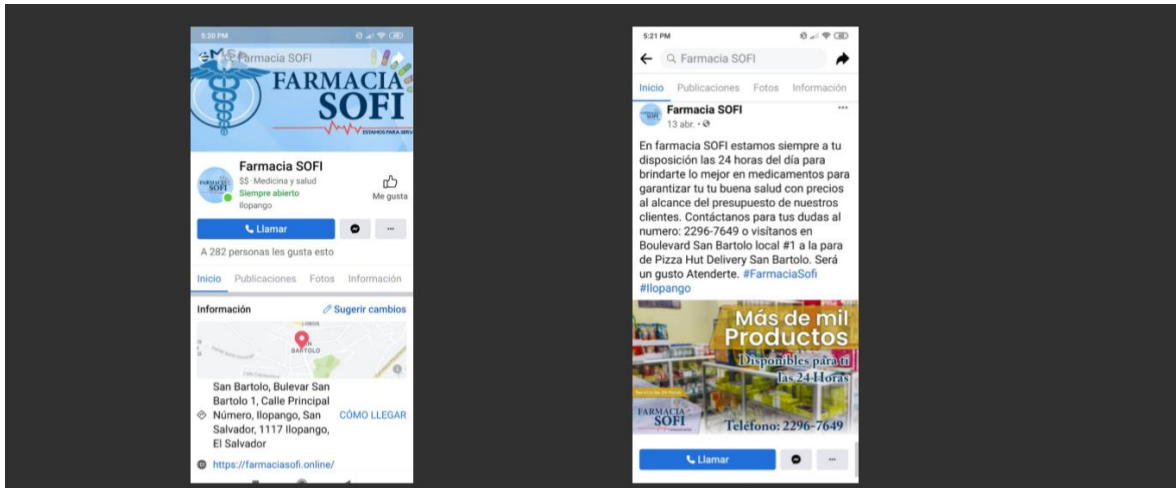 5:20 PM
Farmacia SOFI
FARMACIA
SOFI
ESTAMOS PARA SERV
Farmacia SOFI
$$ · Medicina y salud
Siempre abierto
Ilopango
Me gusta
Llamar
A 282 personas les gusta esto
Inicio Publicaciones Fotos Información
Información Sugerir cambios
BARTOLO
San Bartolo, Bulevar San
Bartolo 1, Calle Principal
Número, Ilopango, San
Salvador, 1117 Ilopango,
El Salvador
CÓMO LLEGAR
https://farmaciasofi.online/
5:21 PM
Farmacia SOFI
Inicio Publicaciones Fotos Información
Farmacia SOFI
13 abr.
En farmacia SOFI estamos siempre a tu
disposición las 24 horas del día para
brindarte lo mejor en medicamentos para
garantizar tu tu buena salud con precios
al alcance del presupuesto de nuestros
clientes. Contáctanos para tus dudas al
numero: 2296-7649 o visítanos en
Boulevard San Bartolo local #1 a la para
de Pizza Hut Delivery San Bartolo. Será
un gusto Atenderte. #FarmaciaSofi
#Ilopango
Más de mil
Productos
Disponibles para ti
las 24 Horas
FARMACIA
SOFI
Teléfono: 2296-7649
Llamar